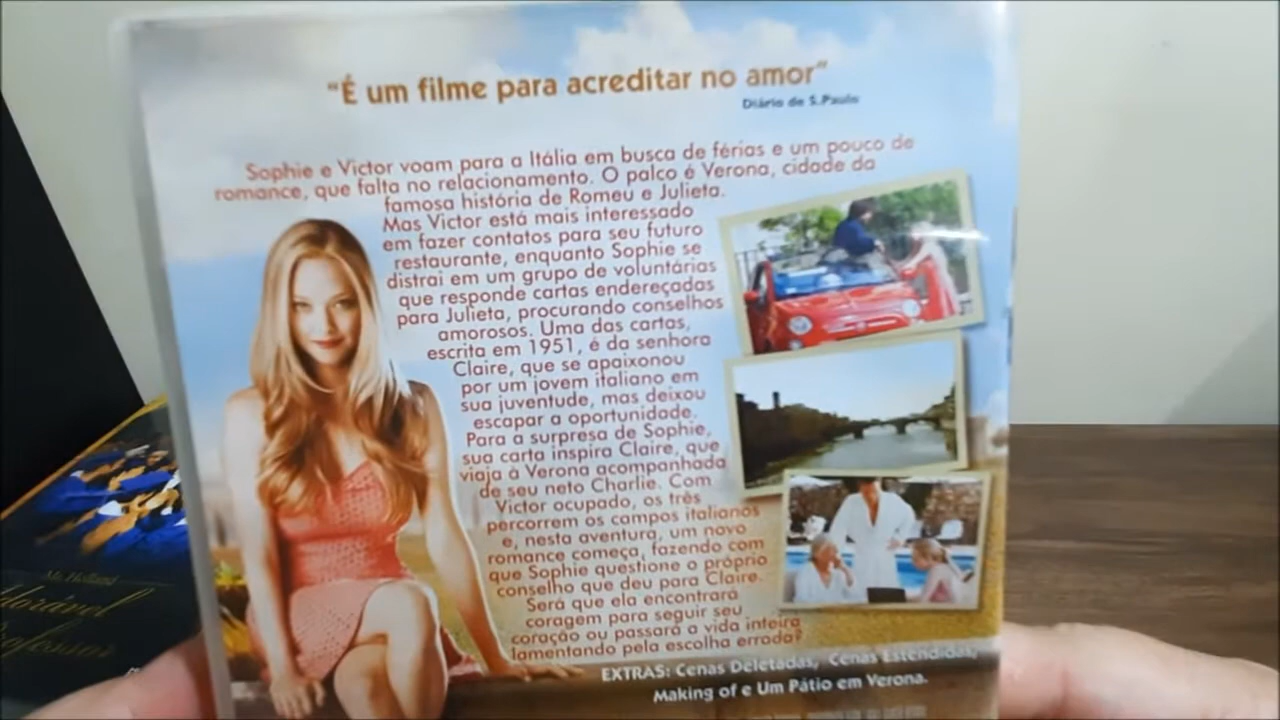 "É um filme para acreditar no amor"
Diário de S.Paulo
Sophie e Victor voam para a Itália em busca de férias e um pouco de
romance, que falta no relacionamento. O palco é Verona, cidade da
famosa história de Romeu e Julieta.
Mas Victor está mais interessado
em fazer contatos para seu futuro
restaurante, enquanto Sophie se
distrai em um grupo de voluntárias
que responde cartas endereçadas
para Julieta, procurando conselhos
amorosos. Uma das cartas,
escrita em 1951, é da senhora
Claire, que se apaixonou
por um jovem italiano em
sua juventude, mas deixou
escapar a oportunidade.
Para a surpresa de Sophie,
sua carta inspira Claire, que
viaja à Verona acompanhada
de seu neto Charlie. Com
Victor ocupado, os três
percorrem os campos italianos
e, nesta aventura, um novo
romance começa, fazendo com
que Sophie questione o próprio
conselho que deu para Claire.
Será que ela encontrará
coragem para seguir seu
coração ou passará a vida inteira
lamentando pela escolha errada?
EXTRAS: Cenas Deletadas, Cenas Estendidas,
Making of e Um Pátio em Verona.
Mr. Holland
Adorável
Professor